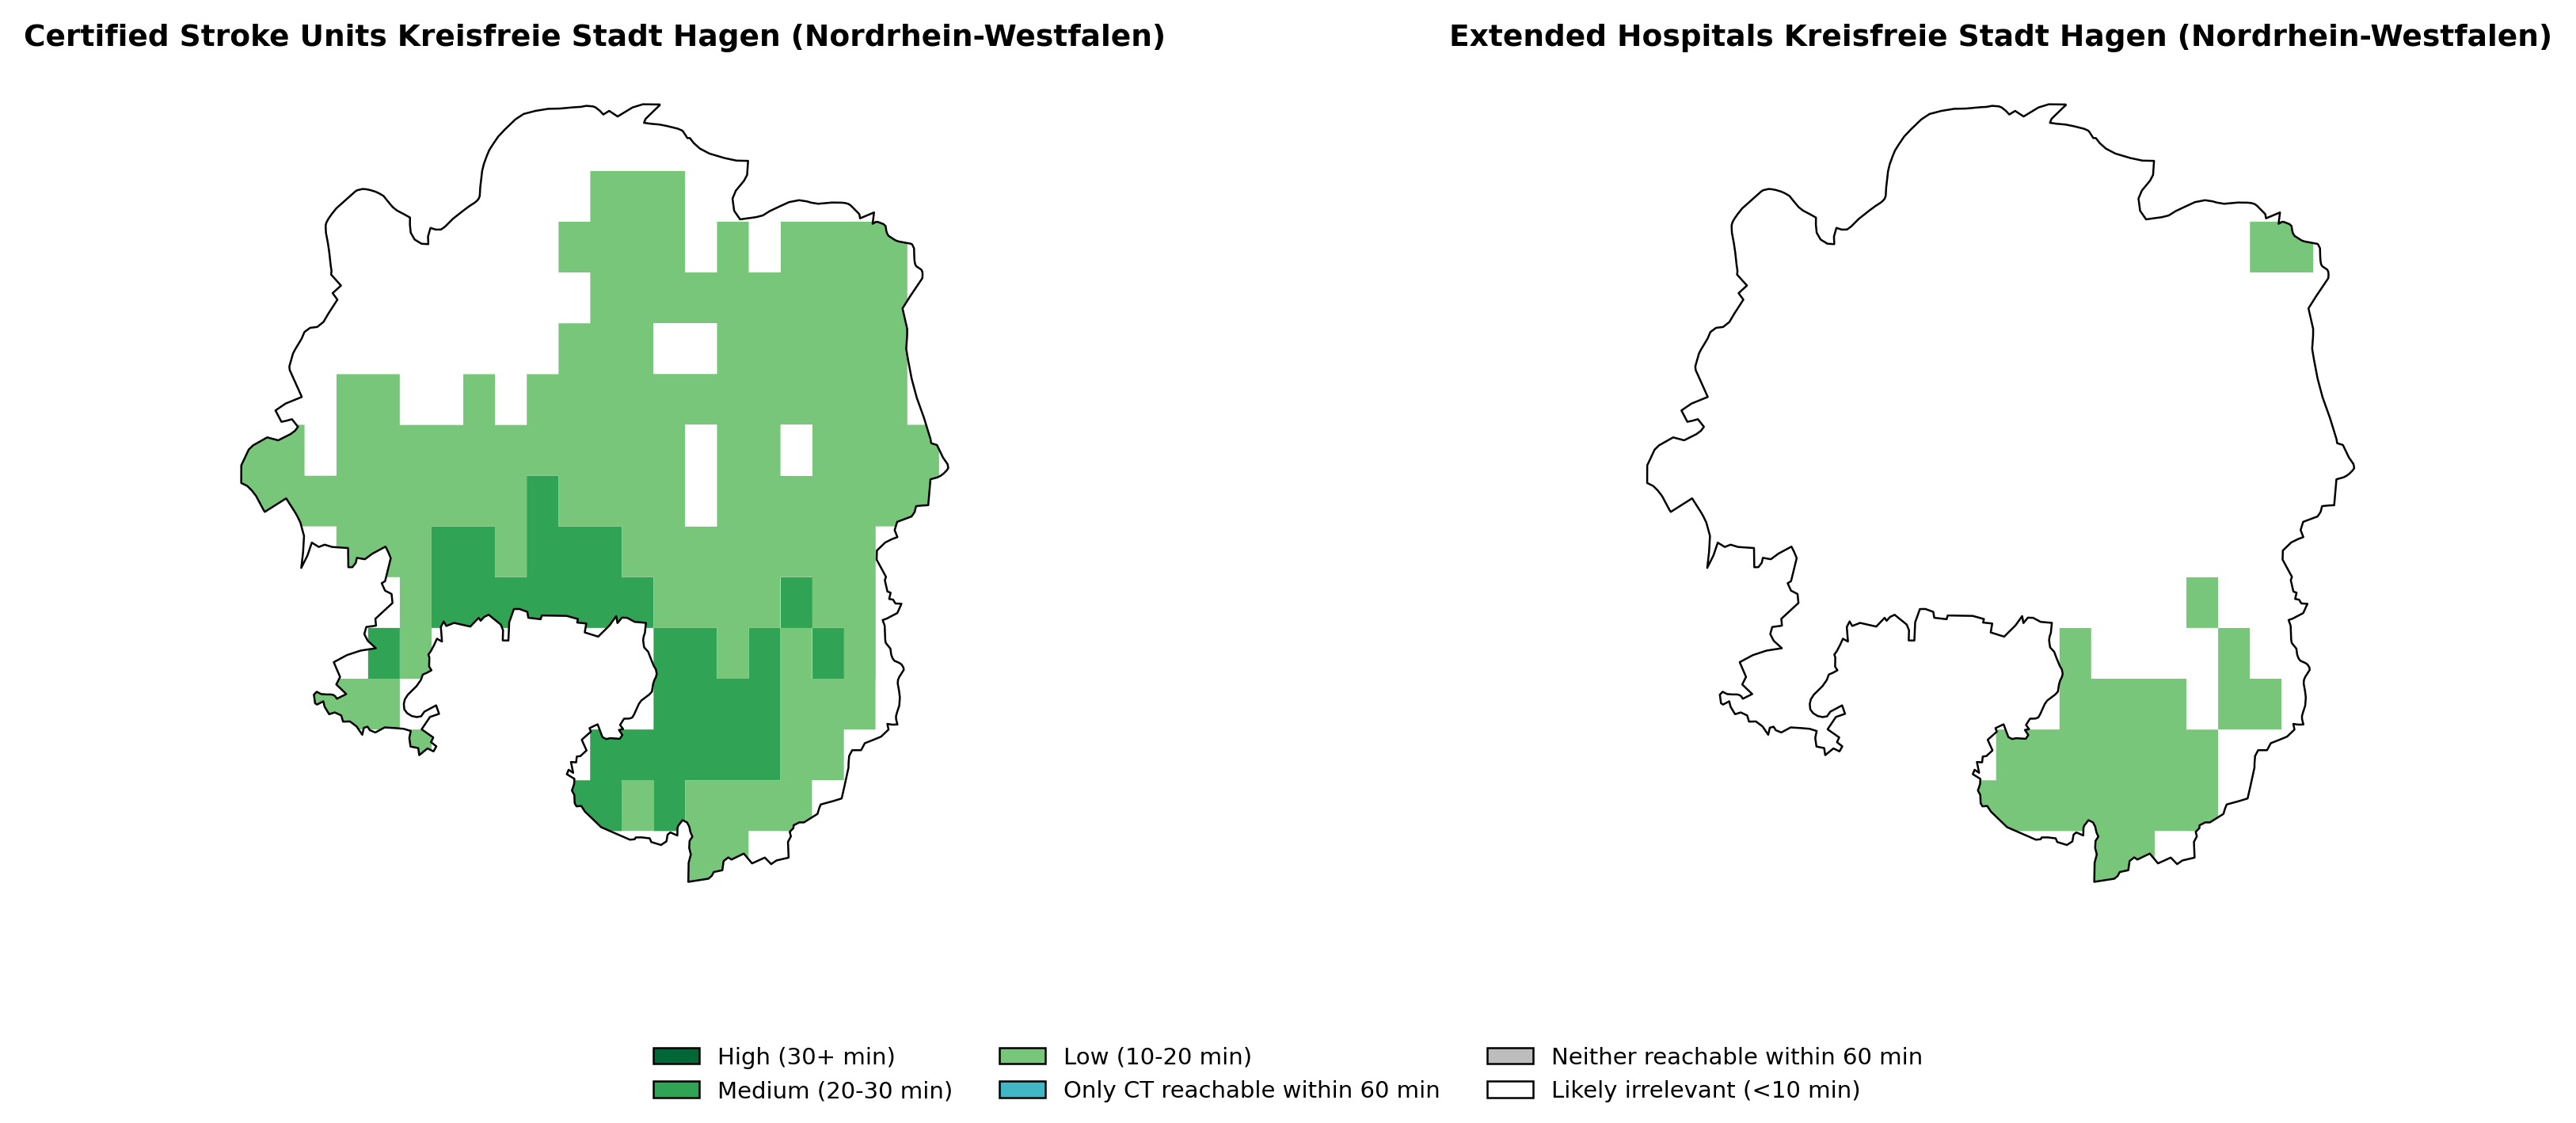 Certified Stroke Units Kreisfreie Stadt Hagen (Nordrhein-Westfalen)
Extended Hospitals Kreisfreie Stadt Hagen (Nordrhein-Westfalen)
High (30+ min)
Medium (20-30 min)
Low (10-20 min)
Only CT reachable within 60 min
Neither reachable within 60 min
Likely irrelevant (<10 min)